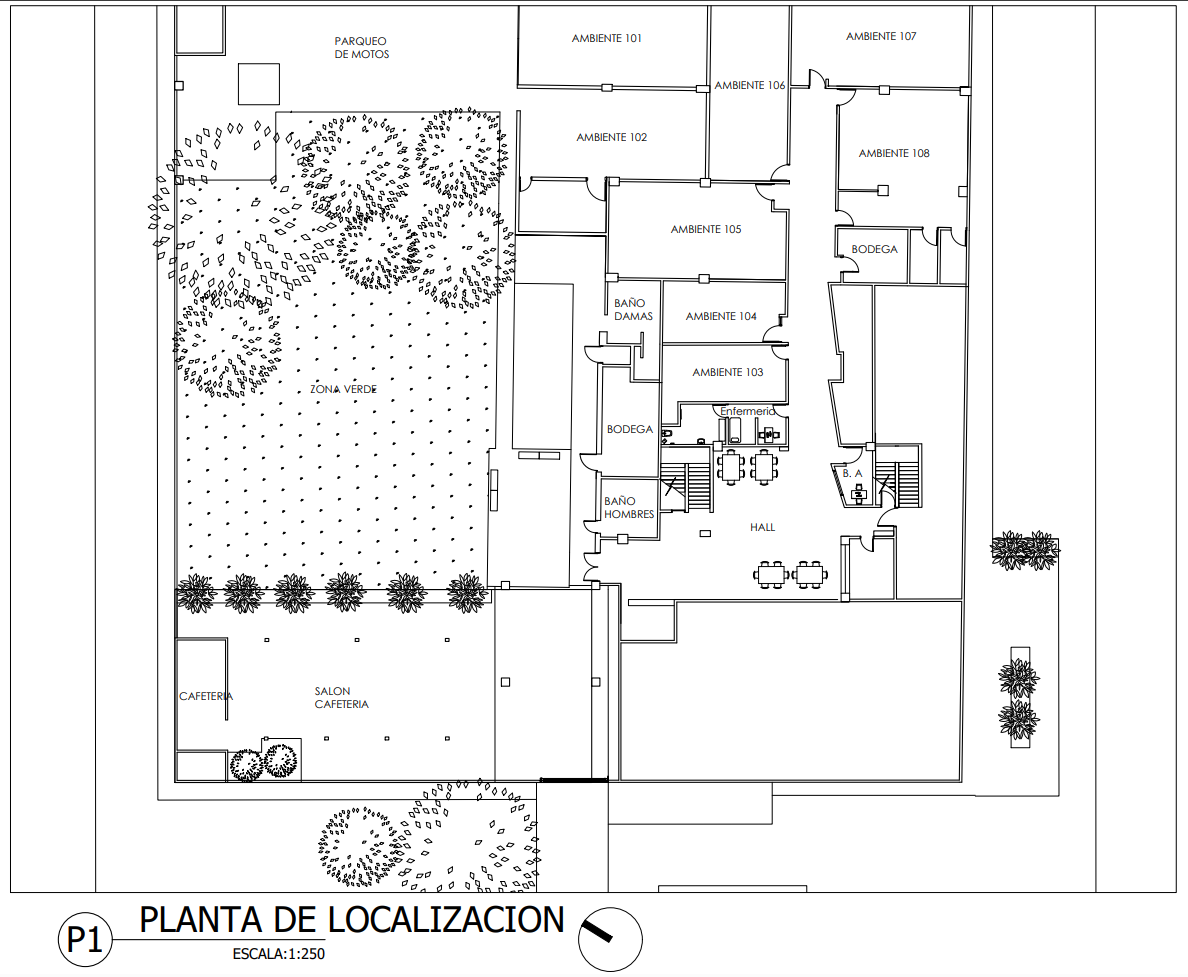 PARQUEO
DE MOTOS
AMBIENTE 101
AMBIENTE 107
AMBIENTE 106
AMBIENTE 102
AMBIENTE 108
AMBIENTE 105
BODEGA
BAÑO
DAMAS
AMBIENTE 104
AMBIENTE 103
ZONA VERDE
Enfermeria
BODEGA
B. A
BAÑO
HOMBRES
HALL
CAFETERIA
SALON
CAFETERIA
P1
PLANTA DE LOCALIZACION
ESCALA:1:250